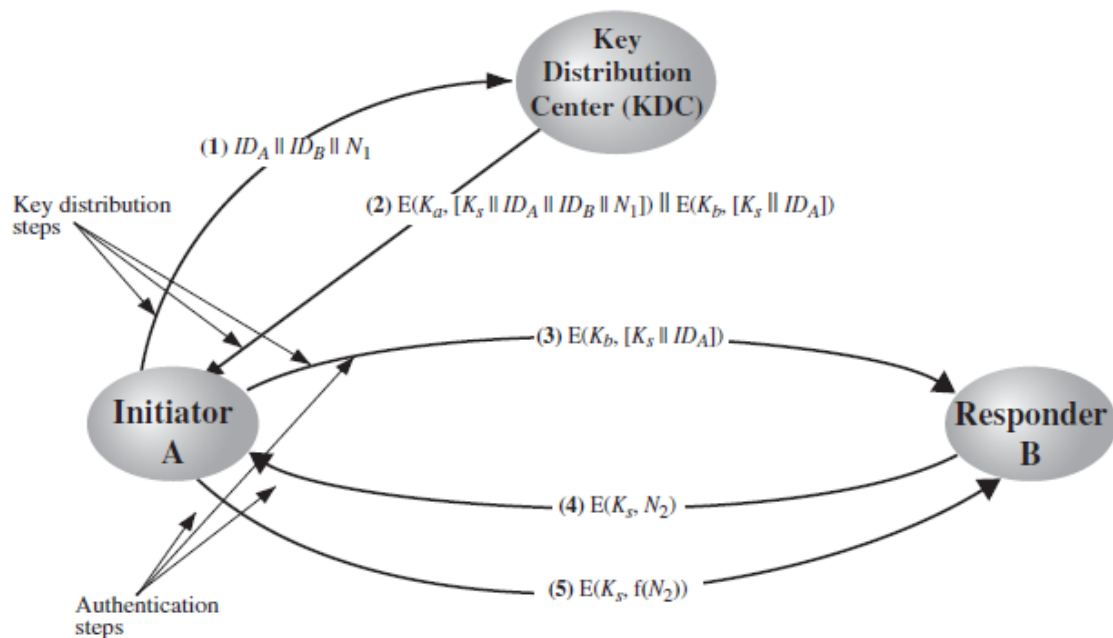 Key
Distribution
Center (KDC)
(1) ID_A || ID_B || N_1
Key distribution
steps
(2) E(K_a, [K_s || ID_A || ID_B || N_1]) || E(K_b, [K_s || ID_A])
(3) E(K_b, [K_s || ID_A])
Initiator
A
Responder
B
(4) E(K_s, N_2)
(5) E(K_s, f(N_2))
Authentication
steps